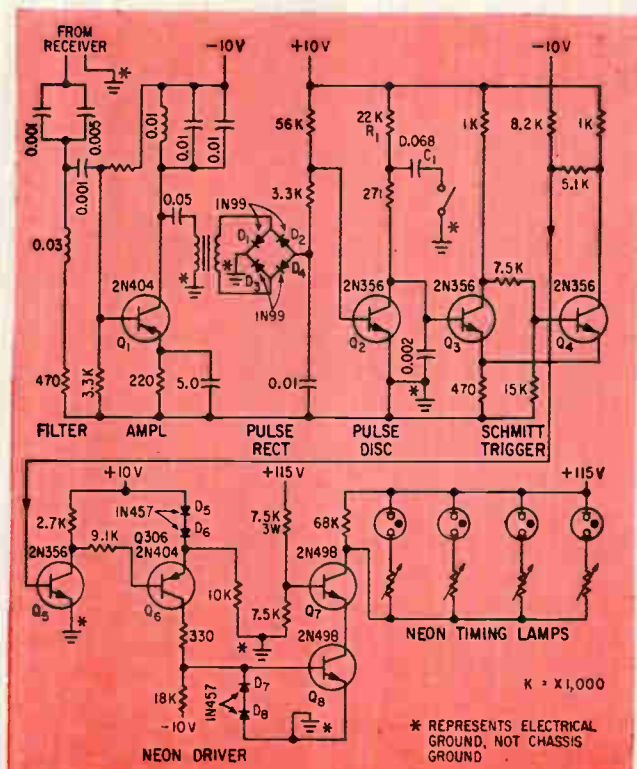 FROM
RECEIVER
-10V
+10V
-10V
*
0.001
0.005
0.001
0.01
0.01
0.01
56K
22K
R1
0.068
C1
1K
8.2K
1K
5.1K
0.03
0.05
1N99
D1
D2
D3
D4
1N99
*
*
3.3K
271
*
2N404
Q1
2N356
Q2
2N356
Q3
7.5K
2N356
Q4
0.002
*
470
3.3K
220
5.0
0.01
470
15K
FILTER
AMPL
PULSE
RECT
PULSE
DISC
SCHMITT
TRIGGER
+10V
+115V
+115V
2.7K
1N457
D5
D6
7.5K
3W
68K
2N356
9.1K
Q306
2N404
2N498
Q5
*
Q6
10K
*
7.5K
Q7
NEON TIMING LAMPS
330
2N498
Q8
18K
-10V
1N457
D7
D8
*
K = X1,000
NEON DRIVER
* REPRESENTS ELECTRICAL
GROUND, NOT CHASSIS
GROUND